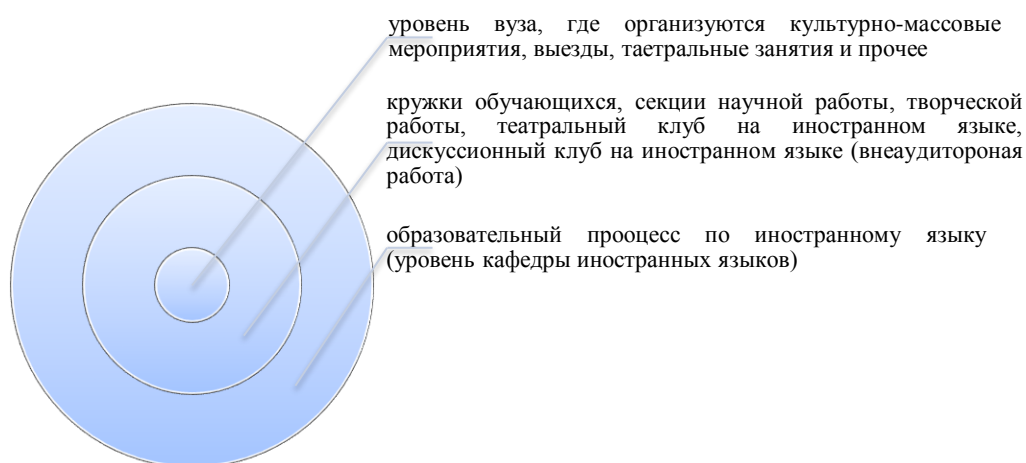 уровень вуза, где организуются культурно-массовые
мероприятия, выезды, таетральные занятия и прочее
кружки обучающихся, секции научной работы, творческой
работы, театральный клуб на иностранном языке,
дискуссионный клуб на иностранном языке (внеаудитороная
работа)
образовательный прооцесс по иностранному языку
(уровень кафедры иностранных языков)